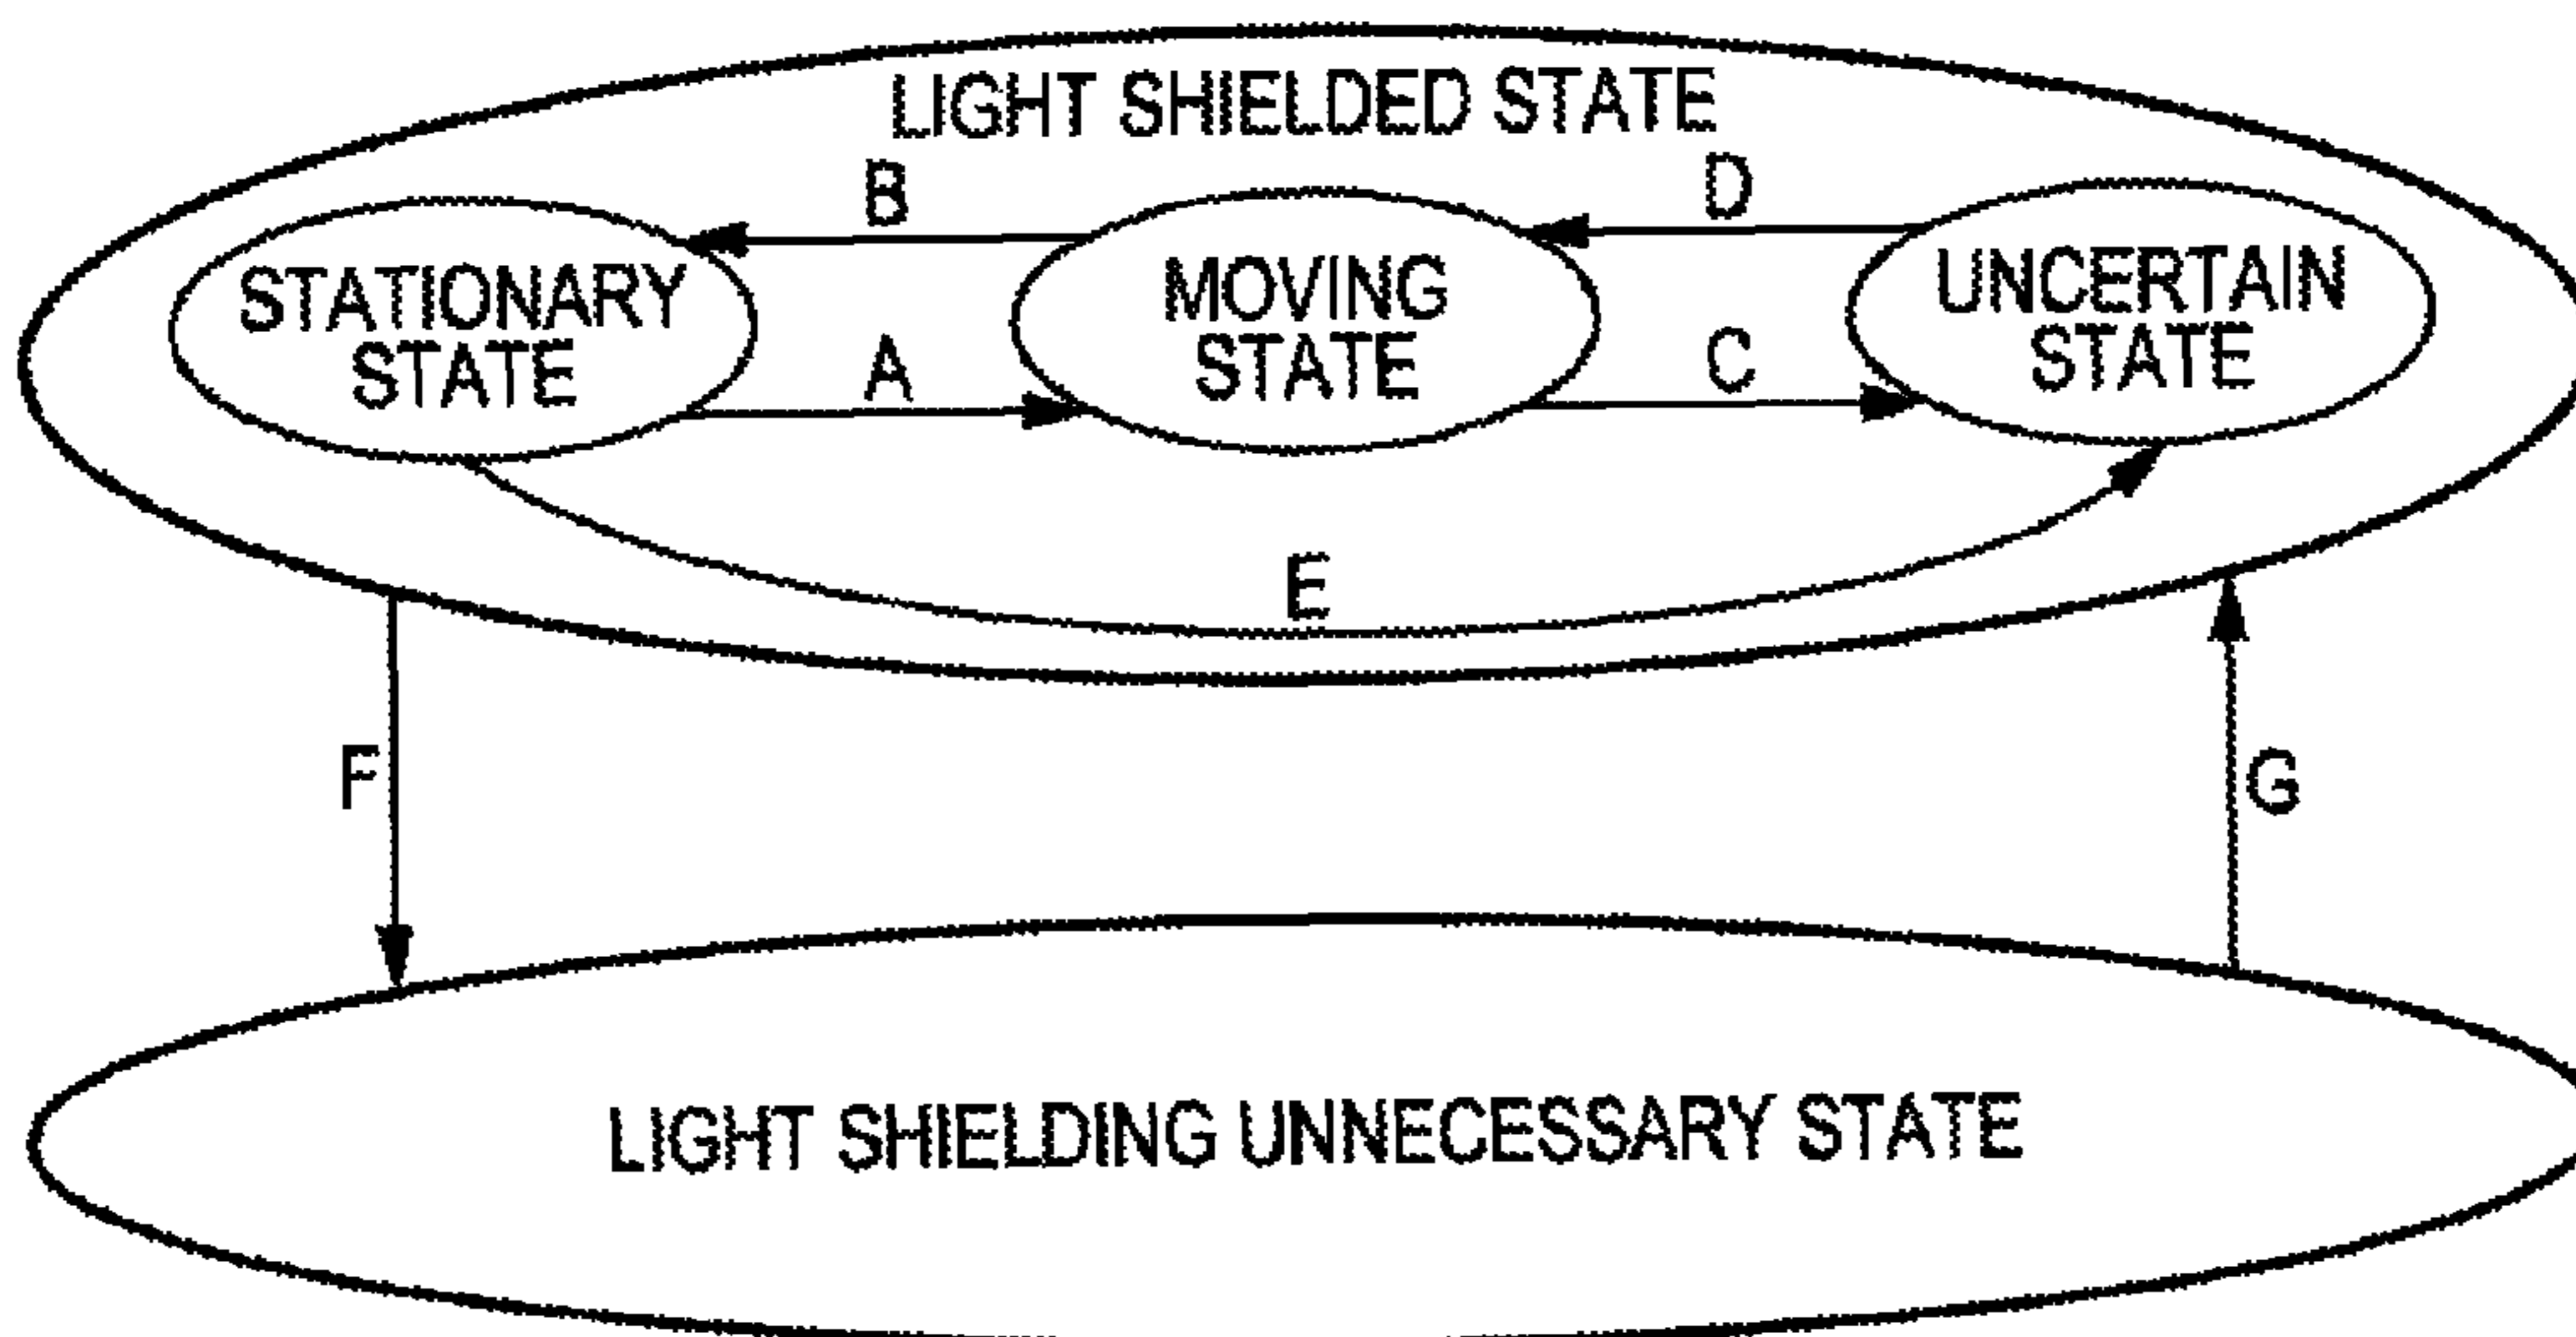 LIGHT SHIELDED STATE
B
D
STATIONARY
STATE
MOVING
STATE
UNCERTAIN
STATE
A
C
E
F
G
LIGHT SHIELDING UNNECESSARY STATE